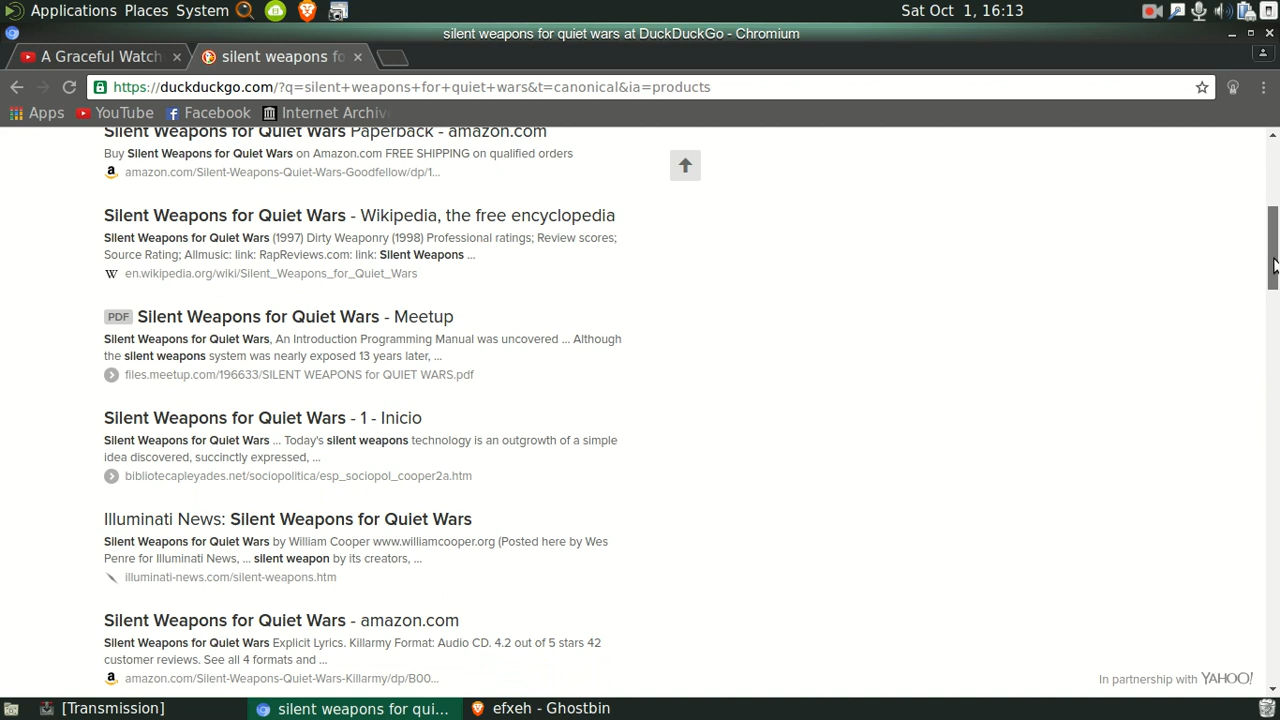 Applications Places System
Sat Oct 1, 16:13
silent weapons for quiet wars at DuckDuckGo - Chromium
A Graceful Watch
silent weapons fo
https://duckduckgo.com/?q=silent+weapons+for+quiet+wars&t=canonical&ia=products
Apps YouTube Facebook Internet Archiv
Silent Weapons for Quiet Wars Paperback - amazon.com
Buy Silent Weapons for Quiet Wars on Amazon.com FREE SHIPPING on qualified orders
amazon.com/Silent-Weapons-Quiet-Wars-Goodfellow/dp/1...
Silent Weapons for Quiet Wars - Wikipedia, the free encyclopedia
Silent Weapons for Quiet Wars (1997) Dirty Weaponry (1998) Professional ratings; Review scores;
Source Rating; Allmusic: link: RapReviews.com: link: Silent Weapons ...
en.wikipedia.org/wiki/Silent_Weapons_for_Quiet_Wars
PDF Silent Weapons for Quiet Wars - Meetup
Silent Weapons for Quiet Wars, An Introduction Programming Manual was uncovered ... Although
the silent weapons system was nearly exposed 13 years later, ...
files.meetup.com/196633/SILENT WEAPONS for QUIET WARS.pdf
Silent Weapons for Quiet Wars - 1 - Inicio
Silent Weapons for Quiet Wars ... Today's silent weapons technology is an outgrowth of a simple
idea discovered, succinctly expressed, ...
bibliotecapleyades.net/sociopolitica/esp_sociopol_cooper2a.htm
Illuminati News: Silent Weapons for Quiet Wars
Silent Weapons for Quiet Wars by William Cooper www.williamcooper.org (Posted here by Wes
Penre for Illuminati News, ... silent weapon by its creators, ...
illuminati-news.com/silent-weapons.htm
Silent Weapons for Quiet Wars - amazon.com
Silent Weapons for Quiet Wars Explicit Lyrics. Killarmy Format: Audio CD. 4.2 out of 5 stars 42
customer reviews. See all 4 formats and ...
amazon.com/Silent-Weapons-Quiet-Wars-Killarmy/dp/B00...
In partnership with YAHOO!
[Transmission]
silent weapons for qui...
efxeh - Ghostbin